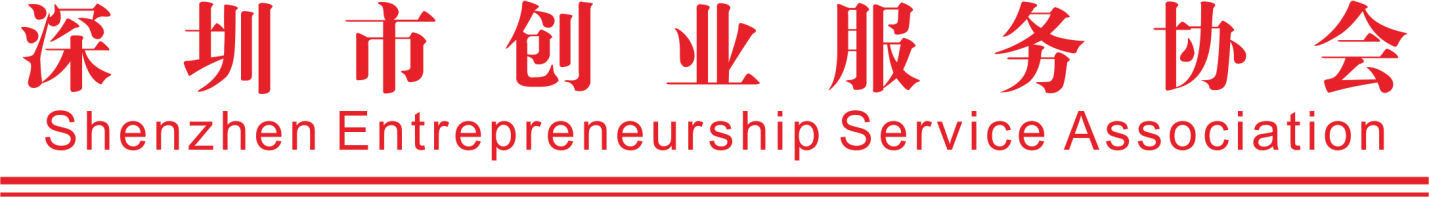 深圳市创业服务协会
Shenzhen Entrepreneurship Service Association